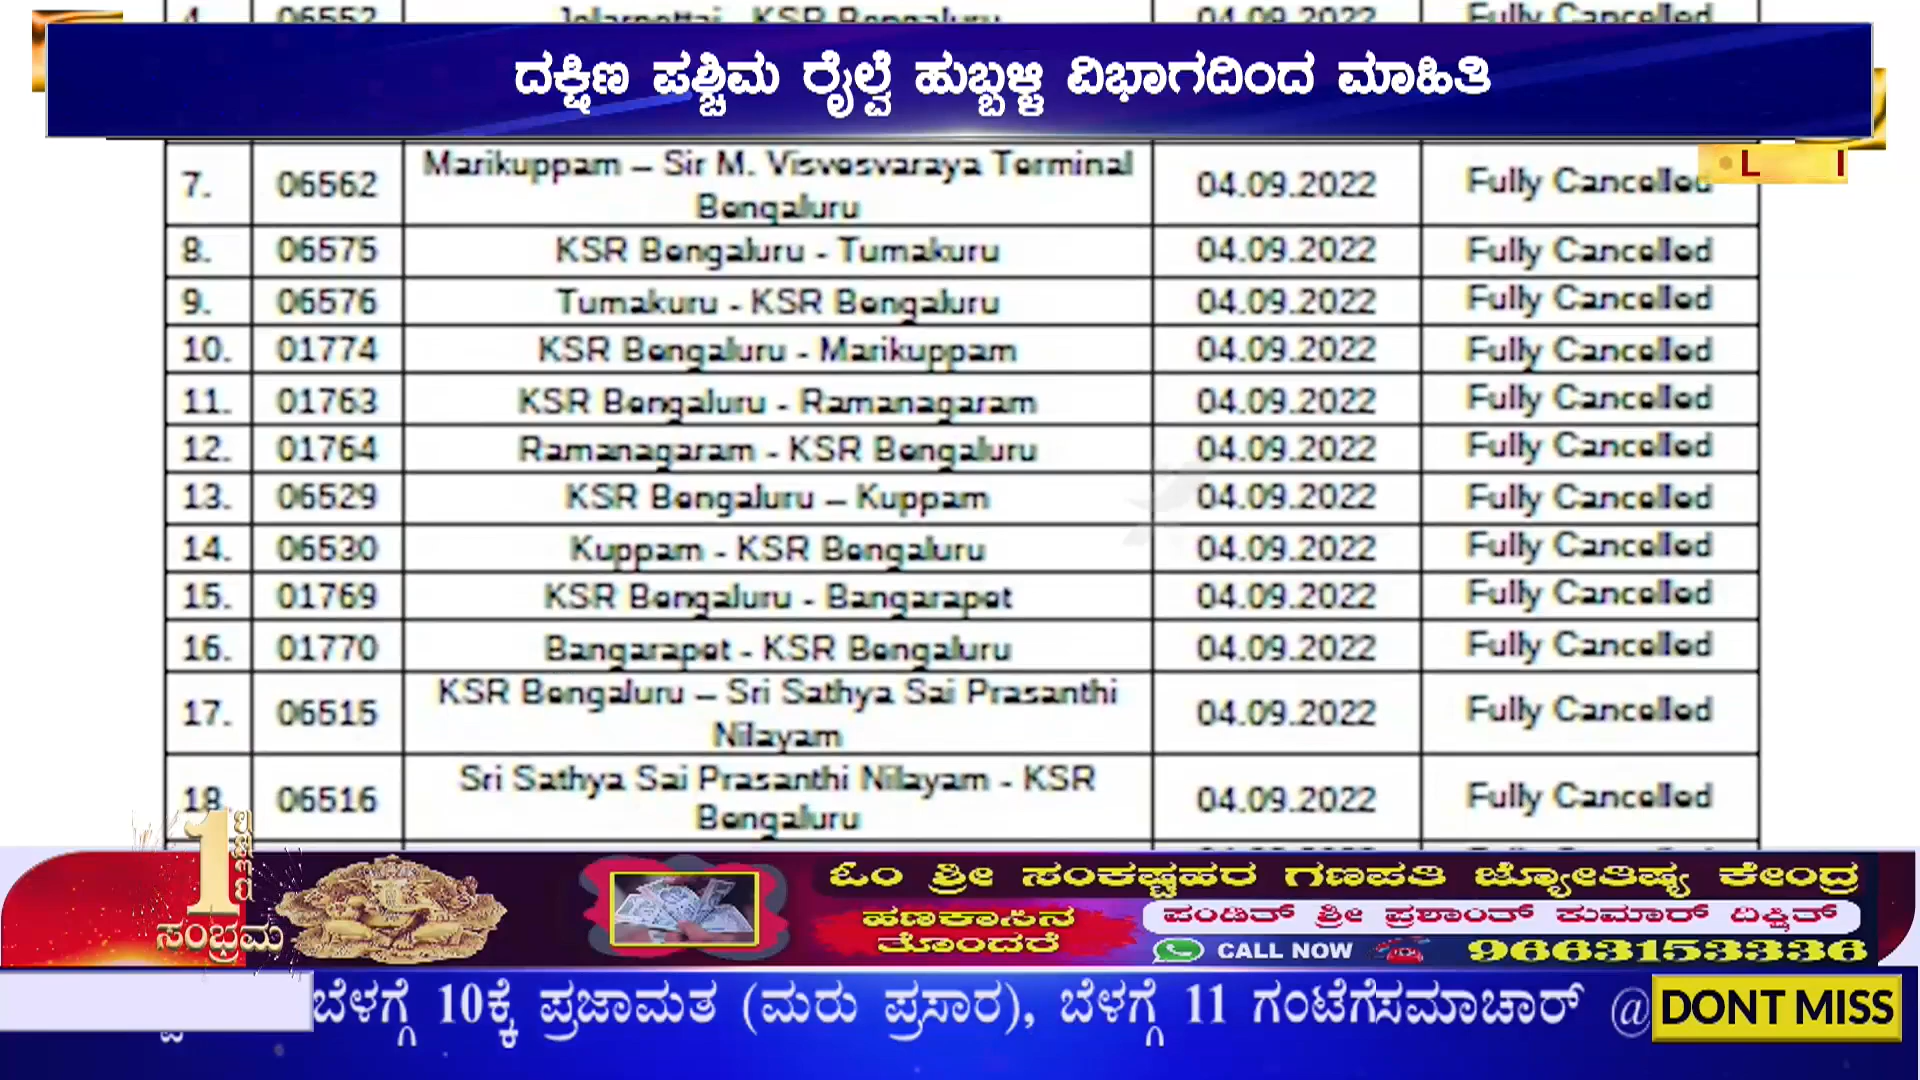 4. 06552 Jolarpettai - KSR Bengaluru 04.09.2022 Fully Cancelled
ದಕ್ಷಿಣ ಪಶ್ಚಿಮ ರೈಲ್ವೆ ಹುಬ್ಬಳ್ಳಿ ವಿಭಾಗದಿಂದ ಮಾಹಿತಿ
L I
7. 06562 Marikuppam – Sir M. Visvesvaraya Terminal
Bengaluru 04.09.2022 Fully Cancelled
8. 06575 KSR Bengaluru - Tumakuru 04.09.2022 Fully Cancelled
9. 06576 Tumakuru - KSR Bengaluru 04.09.2022 Fully Cancelled
10. 01774 KSR Bengaluru - Marikuppam 04.09.2022 Fully Cancelled
11. 01763 KSR Bengaluru - Ramanagaram 04.09.2022 Fully Cancelled
12. 01764 Ramanagaram - KSR Bengaluru 04.09.2022 Fully Cancelled
13. 06529 KSR Bengaluru – Kuppam 04.09.2022 Fully Cancelled
14. 06530 Kuppam - KSR Bengaluru 04.09.2022 Fully Cancelled
15. 01769 KSR Bengaluru - Bangarapet 04.09.2022 Fully Cancelled
16. 01770 Bangarapet - KSR Bengaluru 04.09.2022 Fully Cancelled
17. 06515 KSR Bengaluru – Sri Sathya Sai Prasanthi
Nilayam 04.09.2022 Fully Cancelled
18. 06516 Sri Sathya Sai Prasanthi Nilayam - KSR
Bengaluru 04.09.2022 Fully Cancelled
1
ಸಂಭ್ರಮ
ಓಂ ಶ್ರೀ ಸಂಕಷ್ಟಹರ ಗಣಪತಿ ಜ್ಯೋತಿಷ್ಯ ಕೇಂದ್ರ
ಹಣಕಾಸಿನ
ತೊಂದರೆ
ಪಂಡಿತ್ ಶ್ರೀ ಪ್ರಶಾಂತ್ ಕುಮಾರ್ ದಿಕ್ಷಿತ್
CALL NOW 9663153336
ಬೆಳಗ್ಗೆ 10ಕ್ಕೆ ಪ್ರಜಾಮತ (ಮರು ಪ್ರಸಾರ), ಬೆಳಗ್ಗೆ 11 ಗಂಟೆಗೆಸಮಾಚಾರ್ @
DONT MISS